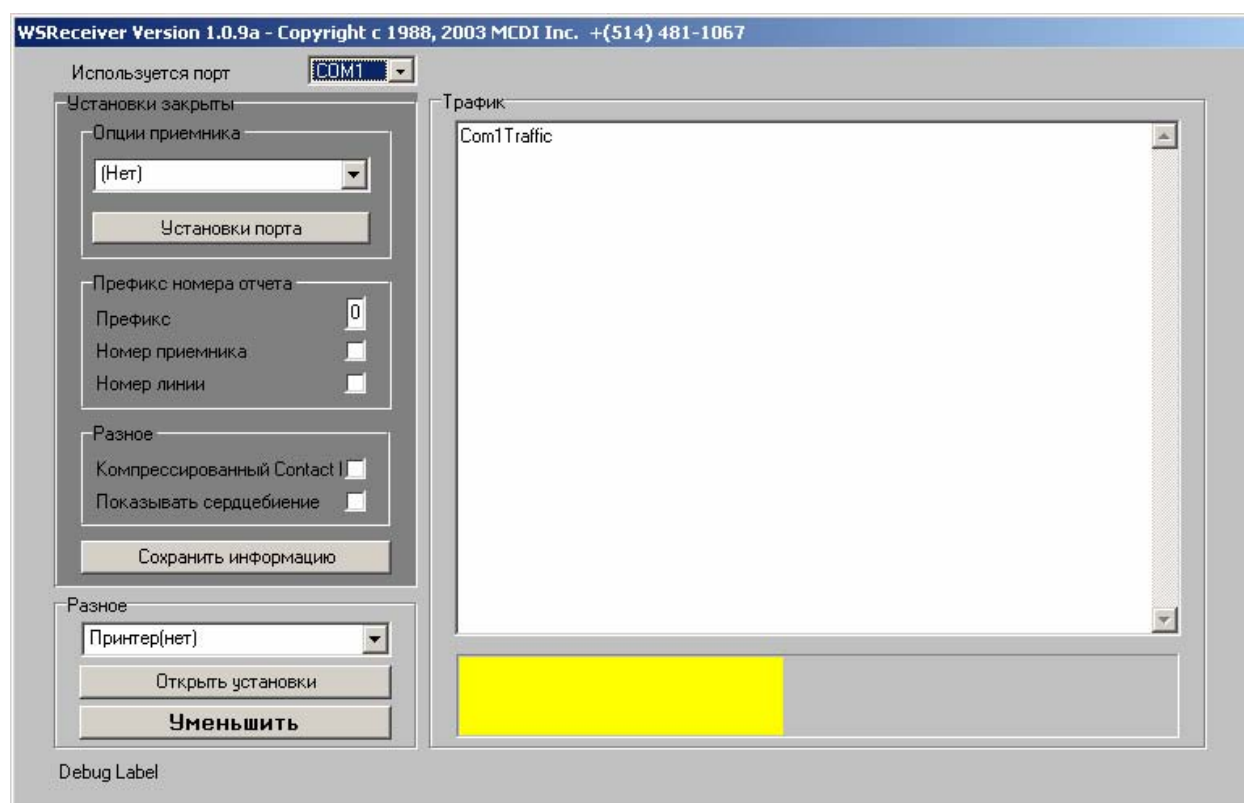 WSReceiver Version 1.0.9a - Copyright c 1988, 2003 MCDI Inc. +(514) 481-1067
Используется порт
COM1
Установки закрыты
Опции приемника
(Нет)
Установки порта
Префикс номера отчета
Префикс
0
Номер приемника
Номер линии
Разное
Компрессированный Contact I
Показывать сердцебиение
Сохранить информацию
Разное
Принтер(нет)
Открыть установки
Уменьшить
Трафик
Com1Traffic
Debug Label